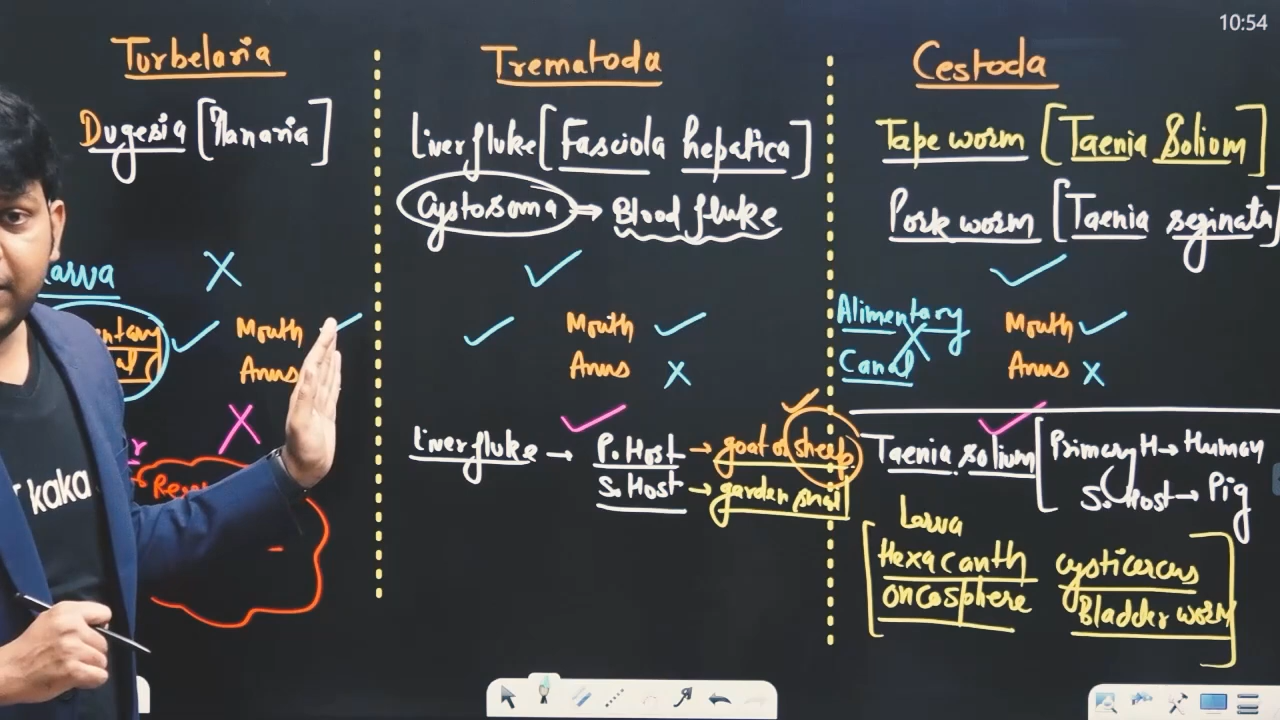 10:54
Turbelaria
Dugesia [Planaria]
Larva
Mouth
Anus
kaka
Trematoda
Liver fluke [Fasciola hepatica]
Cystosoma → Blood fluke
Mouth
Anus
Liver fluke → P. Host → goat or sheep
S. Host → garden snail
Cestoda
Tape worm [Taenia Solium]
Pork worm [Taenia seginata
Alimentary
Canal
Mouth
Anus
Taenia solium [Primary H → Human
S. Host → Pig
Larva
Hexacanth
oncosphere
cysticercus
Bladder worm